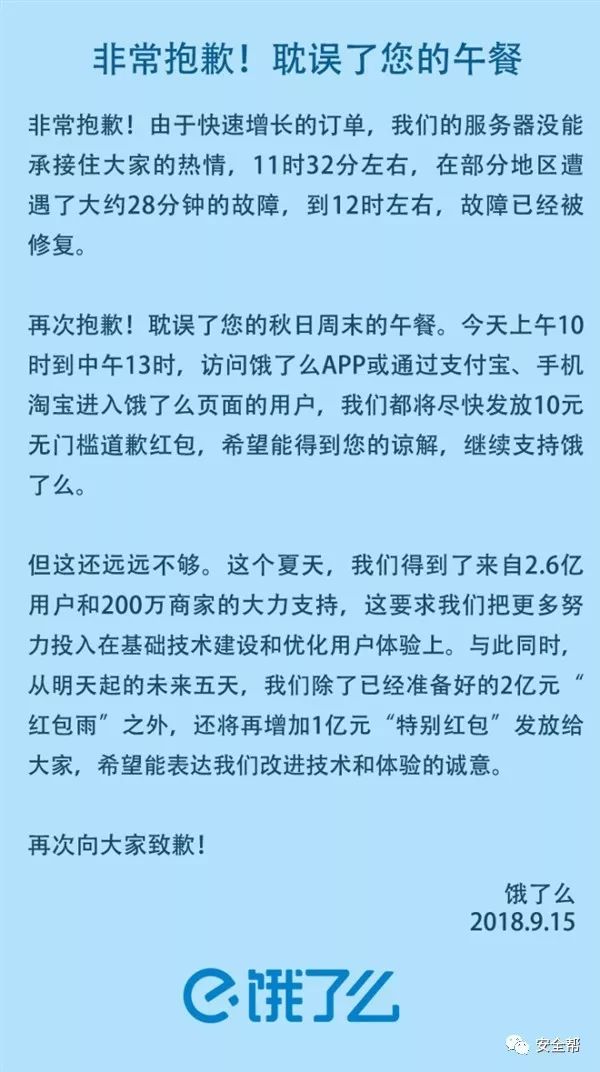 非常抱歉！耽误了您的午餐
非常抱歉！由于快速增长的订单，我们的服务器没能
承接住大家的热情，11时32分左右，在部分地区遭
遇了大约28分钟的故障，到12时左右，故障已经被
修复。
再次抱歉！耽误了您的秋日周末的午餐。今天上午10
时到中午13时，访问饿了么APP或通过支付宝、手机
淘宝进入饿了么页面的用户，我们都将尽快发放10元
无门槛道歉红包，希望能得到您的谅解，继续支持饿
了么。
但这还远远不够。这个夏天，我们得到了来自2.6亿
用户和200万商家的大力支持，这要求我们把更多努
力投入在基础技术建设和优化用户体验上。与此同时，
从明天起的未来五天，我们除了已经准备好的2亿元“
红包雨”之外，还将再增加1亿元“特别红包”发放给
大家，希望能表达我们改进技术和体验的诚意。
再次向大家致歉！
饿了么
2018.9.15
饿了么
安全帮